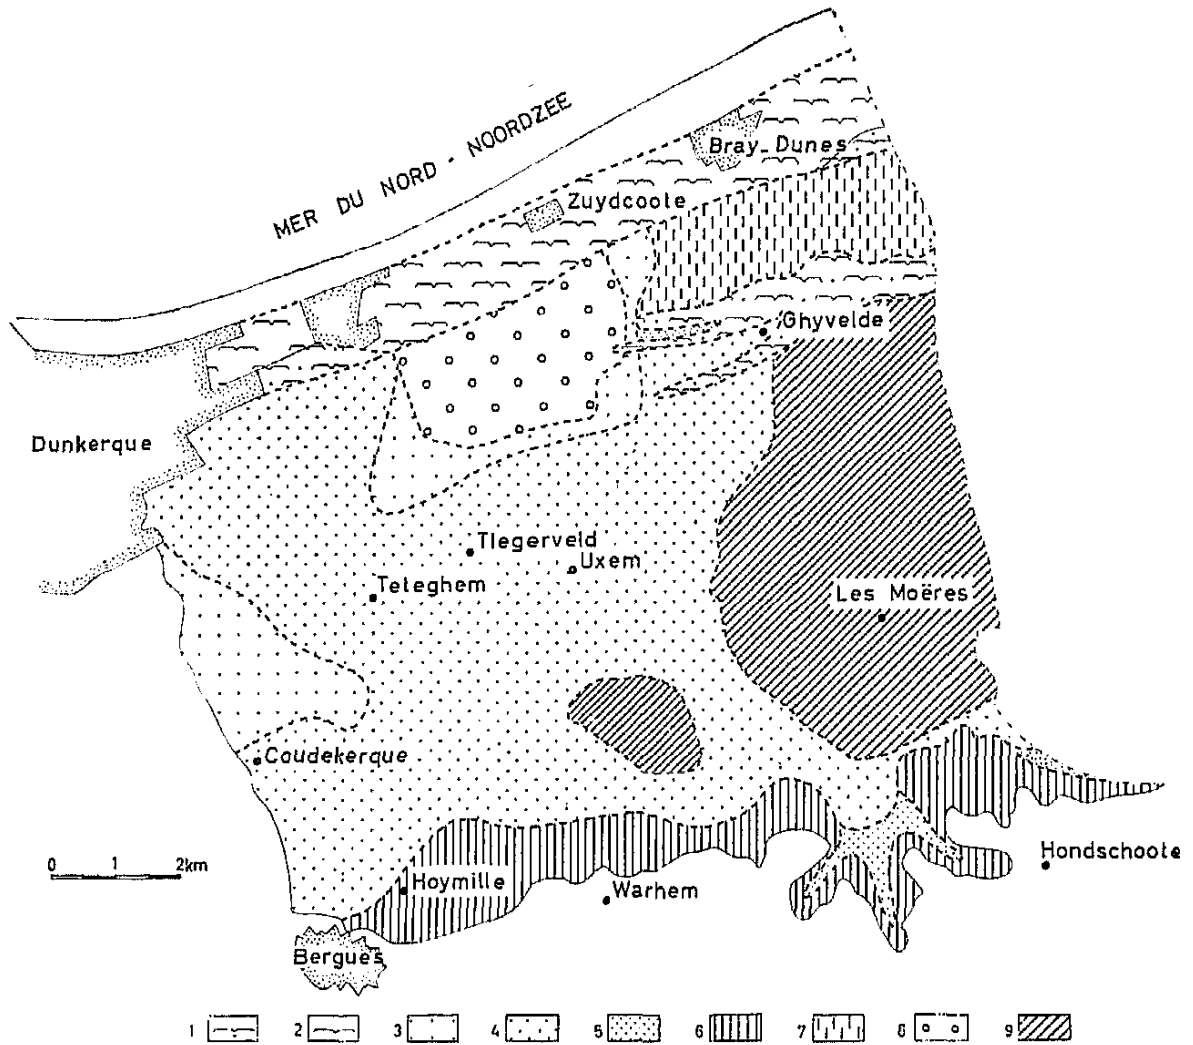 MER DU NORD - NOORDZEE
Bray-Dunes
Zuydcoote
Ghyvelde
Dunkerque
Tlegerveld
Uxem
Teteghem
Les Moëres
Coudekerque
0 1 2km
Hoymille
Warhem
Hondschoote
Bergues
1 2 3 4 5 6 7 8 9